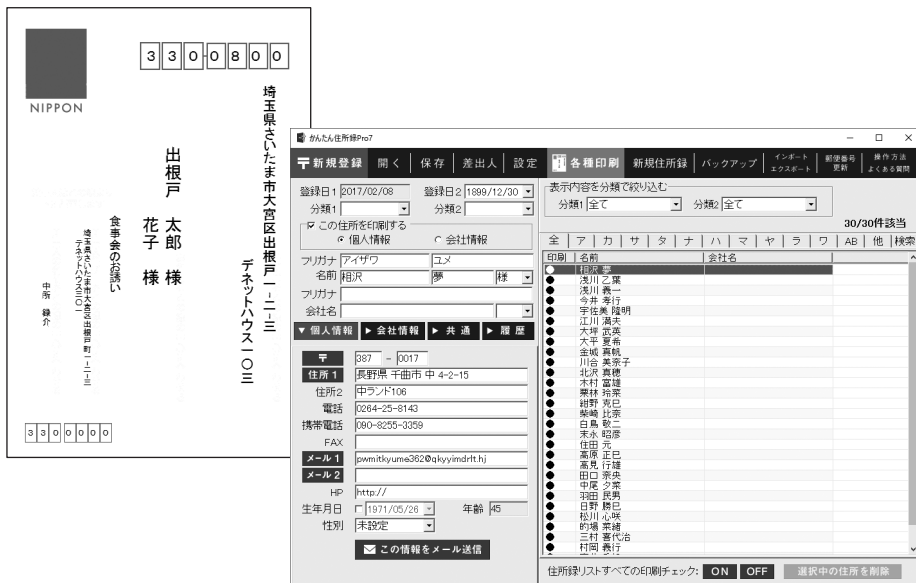 NIPPON
3 3 0 0 8 0 0
埼玉県さいたま市大宮区出根戸一-二-三
デネットハウス一〇三
出根戸 太郎 様
花子 様
食事会のお誘い
埼玉県さいたま市大宮区出根戸町一-二-三
デネットハウス三〇一
中所 録介
3 3 0 0 0 0 0
かんたん住所録Pro7
〒新規登録 開く 保存 差出人 設定 各種印刷 新規住所録 バックアップ インポート エクスポート 郵便番号 更新 操作方法 よくある質問
登録日1 2017/02/08 登録日2 1899/12/30
分類1 分類2
この住所を印刷する
個人情報 会社情報
フリガナ アイザワ ユメ
名前 相沢 夢 様
フリガナ
会社名
▼ 個人情報 ▶ 会社情報 ▶ 共通 ▶ 履歴
〒 387 - 0017
住所1 長野県 千曲市 中 4-2-15
住所2 中ランド106
電話 0264-25-8143
携帯電話 090-8255-3359
FAX
メール1 pwmitkyume362@qkyyimdrlt.hj
メール2
HP http://
生年月日 1971/05/26 年齢 45
性別 未設定
この情報をメール送信
表示内容を分類で絞り込む
分類1 全て 分類2 全て
30/30件該当
全 ア カ サ タ ナ ハ マ ヤ ラ ワ AB 他 検索
印刷 名前 会社名
相沢 夢
浅川 乙葉
浅川 義一
今井 孝行
宇佐美 隆明
江川 満夫
大坪 武英
大平 夏希
金城 真帆
川合 美奈子
北沢 真穂
木村 富雄
栗林 玲菜
紺野 克巳
柴崎 比奈
白鳥 敬二
末永 昭彦
住田 元
高原 正巳
高見 行雄
田口 奈央
中尾 夕菜
羽田 民男
日野 勝巳
松川 心咲
的場 菜緒
三村 喜代治
村岡 義行
住所録リストすべての印刷チェック: ON OFF 選択中の住所を削除